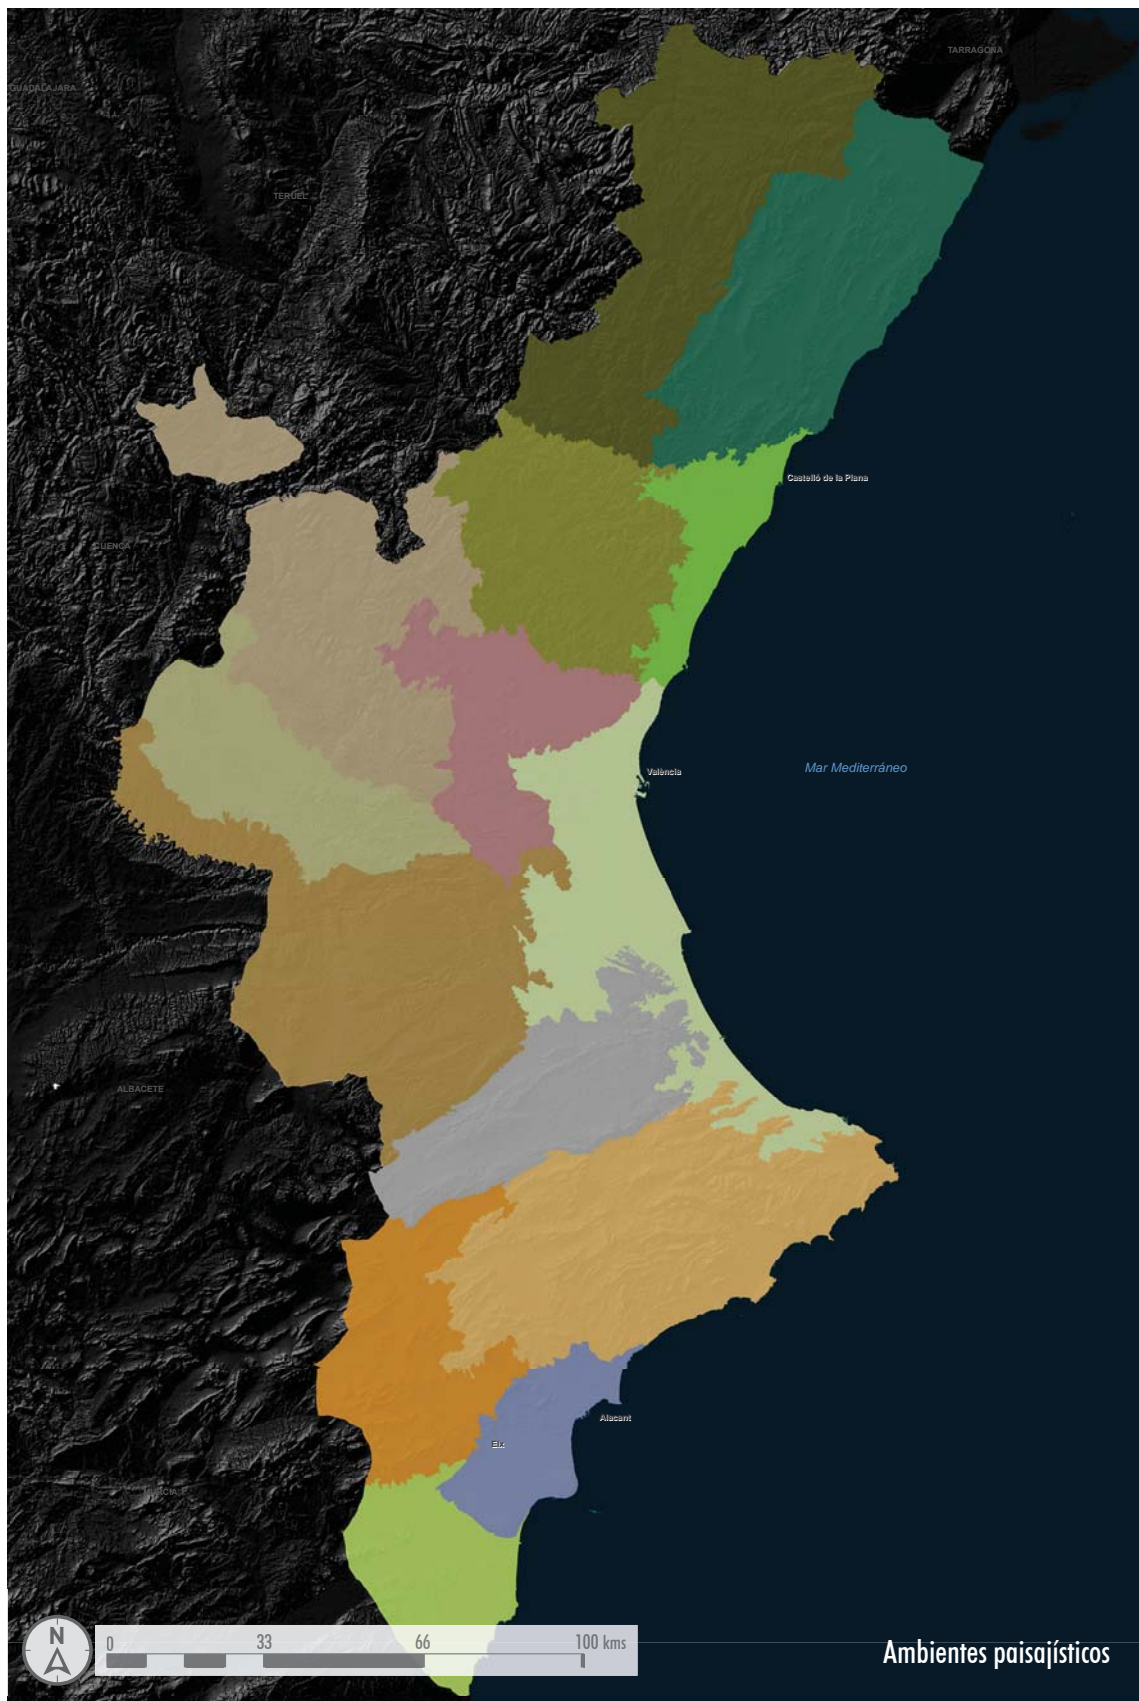 TARRAGONA
GUADALAJARA
TERUEL
Castelló de la Plana
CUENCA
València
Mar Mediterráneo
ALBACETE
Alacant
Elx
MURCIA
N
0 33 66 100 kms
Ambientes paisajísticos